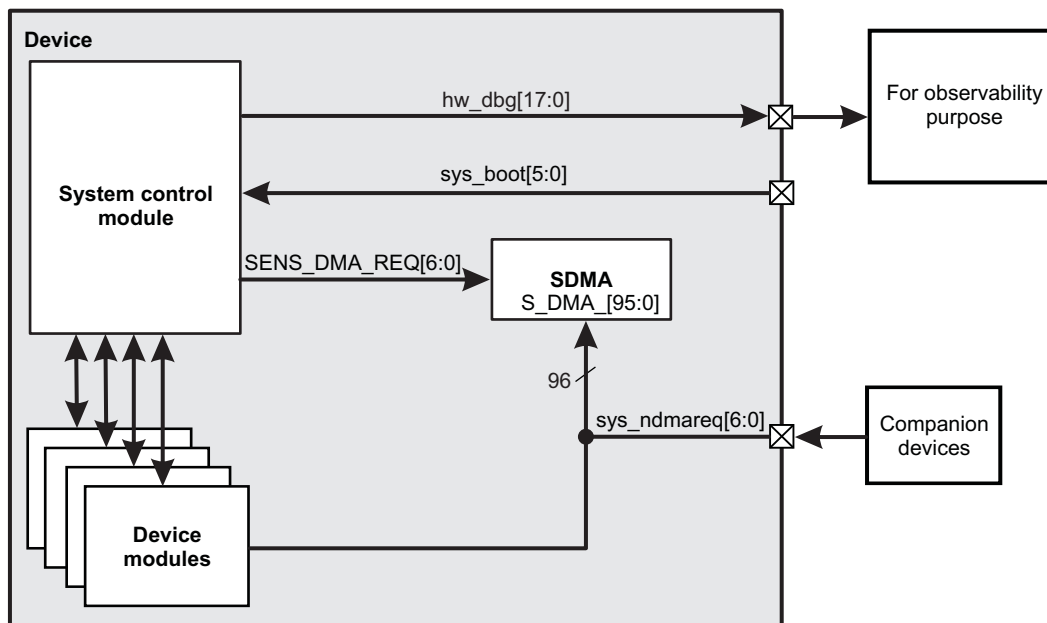 Device
System control
module
hw_dbg[17:0]
For observability
purpose
sys_boot[5:0]
SENS_DMA_REQ[6:0]
SDMA
S_DMA_[95:0]
96
sys_ndmareq[6:0]
Companion
devices
Device
modules